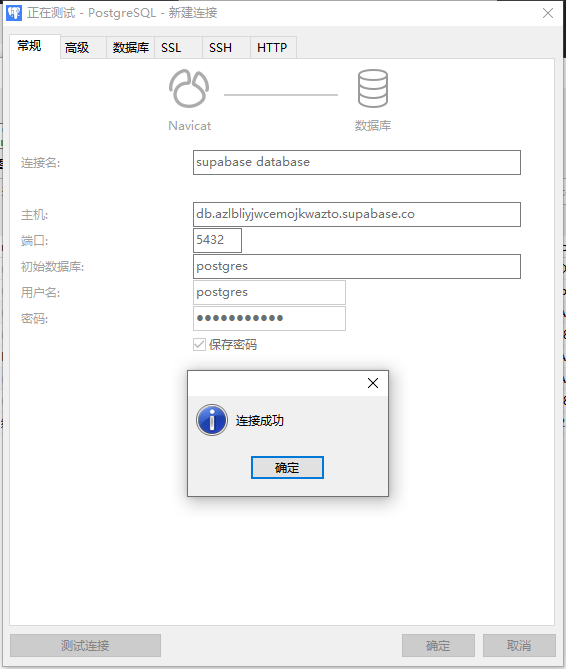 正在测试 - PostgreSQL - 新建连接
常规 高级 数据库 SSL SSH HTTP
Navicat 数据库
连接名: supabase database
主机: db.azlbliyjwcemojkwazto.supabase.co
端口: 5432
初始数据库: postgres
用户名: postgres
密码: ●●●●●●●●●●●
保存密码
连接成功
确定
测试连接 确定 取消